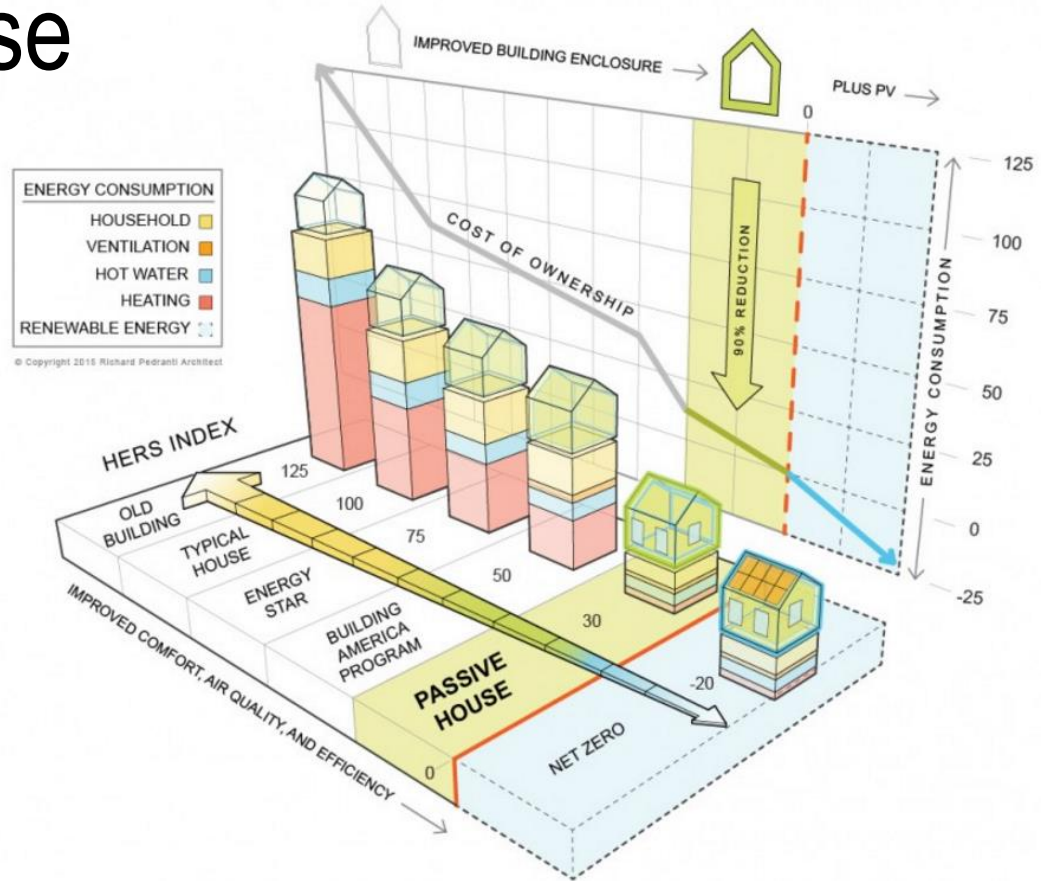 se
IMPROVED BUILDING ENCLOSURE
PLUS PV
0
125
100
75
50
25
0
-25
ENERGY CONSUMPTION
COST OF OWNERSHIP
90% REDUCTION
ENERGY CONSUMPTION
HOUSEHOLD
VENTILATION
HOT WATER
HEATING
RENEWABLE ENERGY
© Copyright 2015 Richard Pedranti Architect
HERS INDEX
125
100
75
50
30
-20
OLD
BUILDING
TYPICAL
HOUSE
ENERGY
STAR
BUILDING
AMERICA
PROGRAM
PASSIVE
HOUSE
NET ZERO
0
IMPROVED COMFORT, AIR QUALITY, AND EFFICIENCY